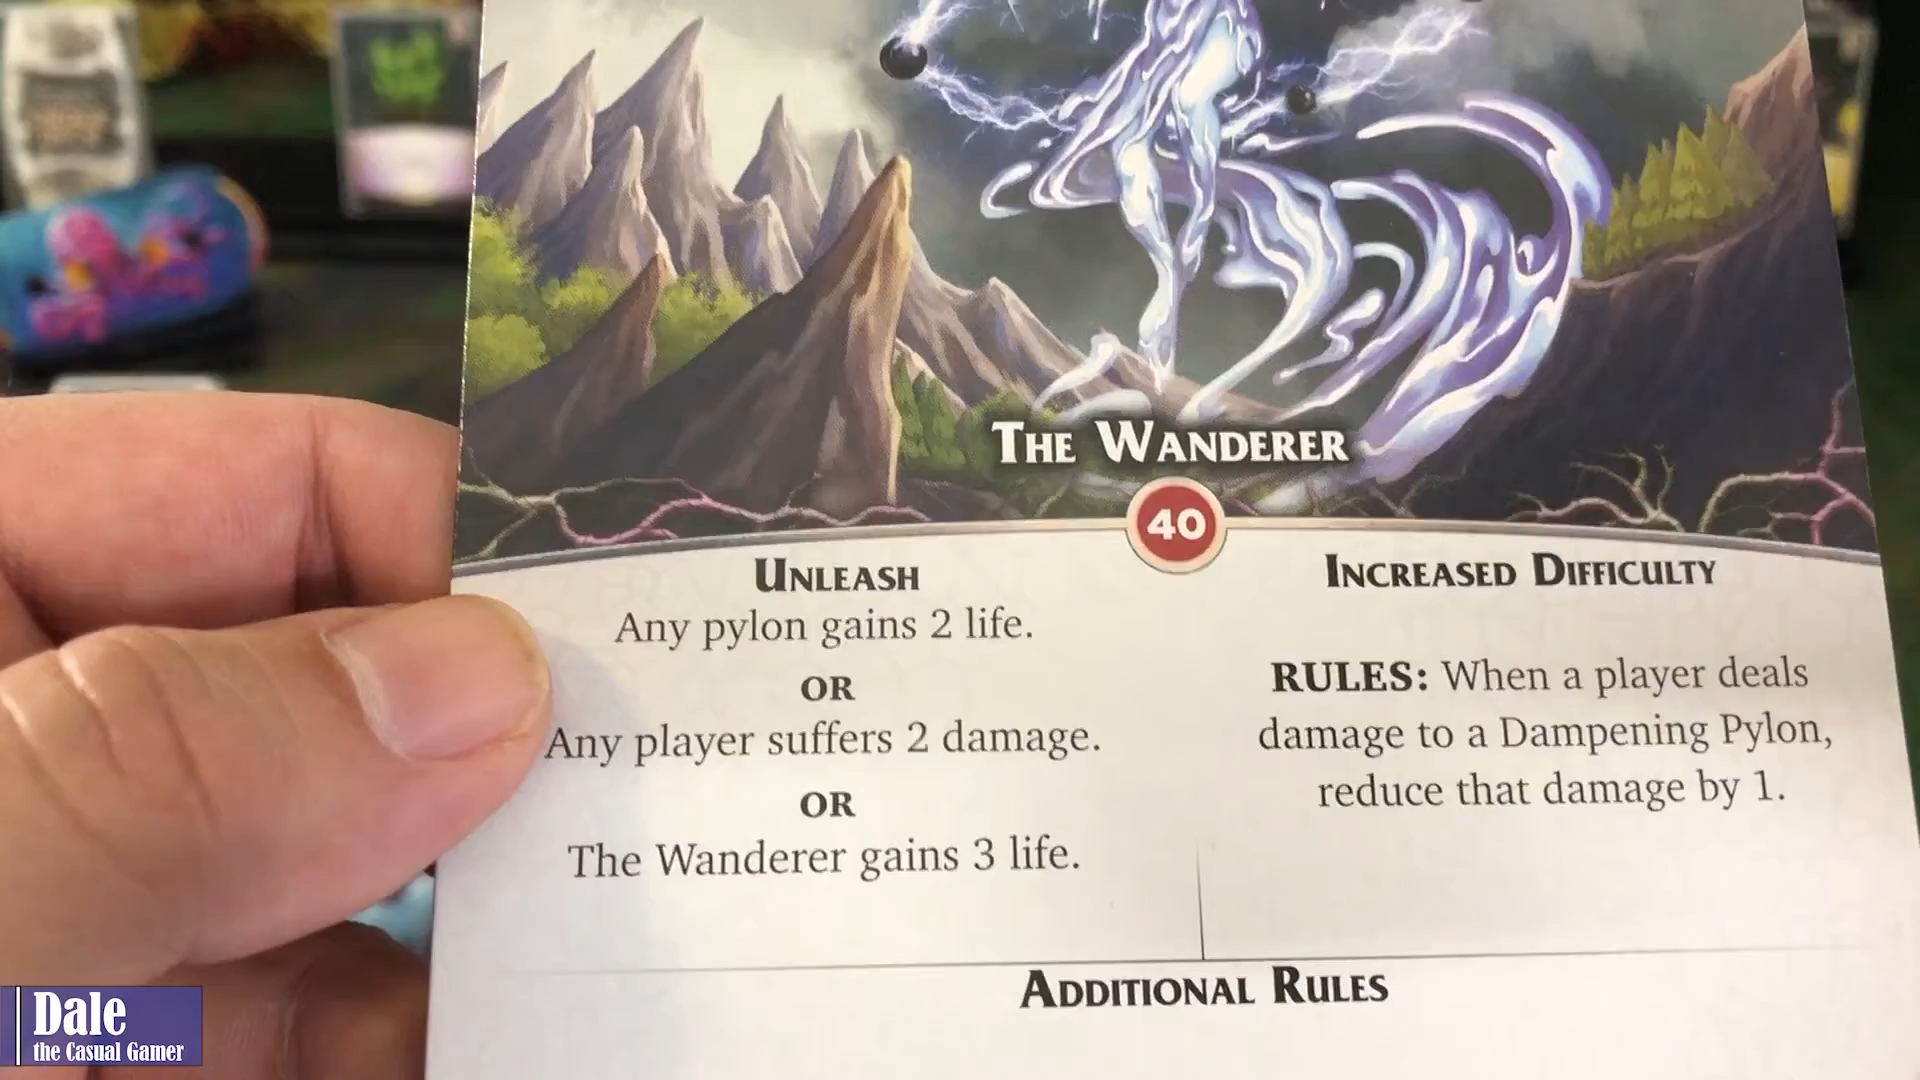 THE WANDERER
40
UNLEASH
Any pylon gains 2 life.
OR
Any player suffers 2 damage.
OR
The Wanderer gains 3 life.
INCREASED DIFFICULTY
RULES: When a player deals
damage to a Dampening Pylon,
reduce that damage by 1.
ADDITIONAL RULES
Dale
the Casual Gamer